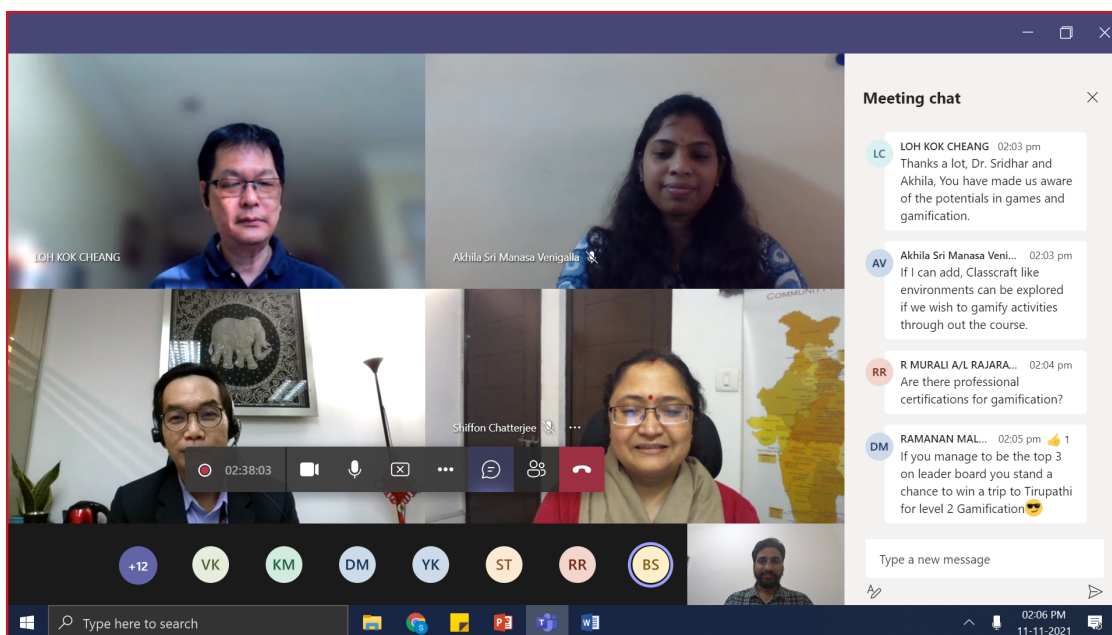 LOH KOK CHEANG
Akhila Sri Manasa Venigalla
COMMUNITY
Shiffon Chatterjee
02:38:03
+12
VK
KM
DM
YK
ST
RR
BS
Meeting chat
LC
LOH KOK CHEANG 02:03 pm
Thanks a lot, Dr. Sridhar and
Akhila, You have made us aware
of the potentials in games and
gamification.
AV
Akhila Sri Manasa Veni... 02:03 pm
If I can add, Classcraft like
environments can be explored
if we wish to gamify activities
through out the course.
RR
R MURALI A/L RAJARA... 02:04 pm
Are there professional
certifications for gamification?
DM
RAMANAN MAL... 02:05 pm 👍 1
If you manage to be the top 3
on leader board you stand a
chance to win a trip to Tirupathi
for level 2 Gamification😎
Type a new message
Type here to search
02:06 PM
11-11-2021